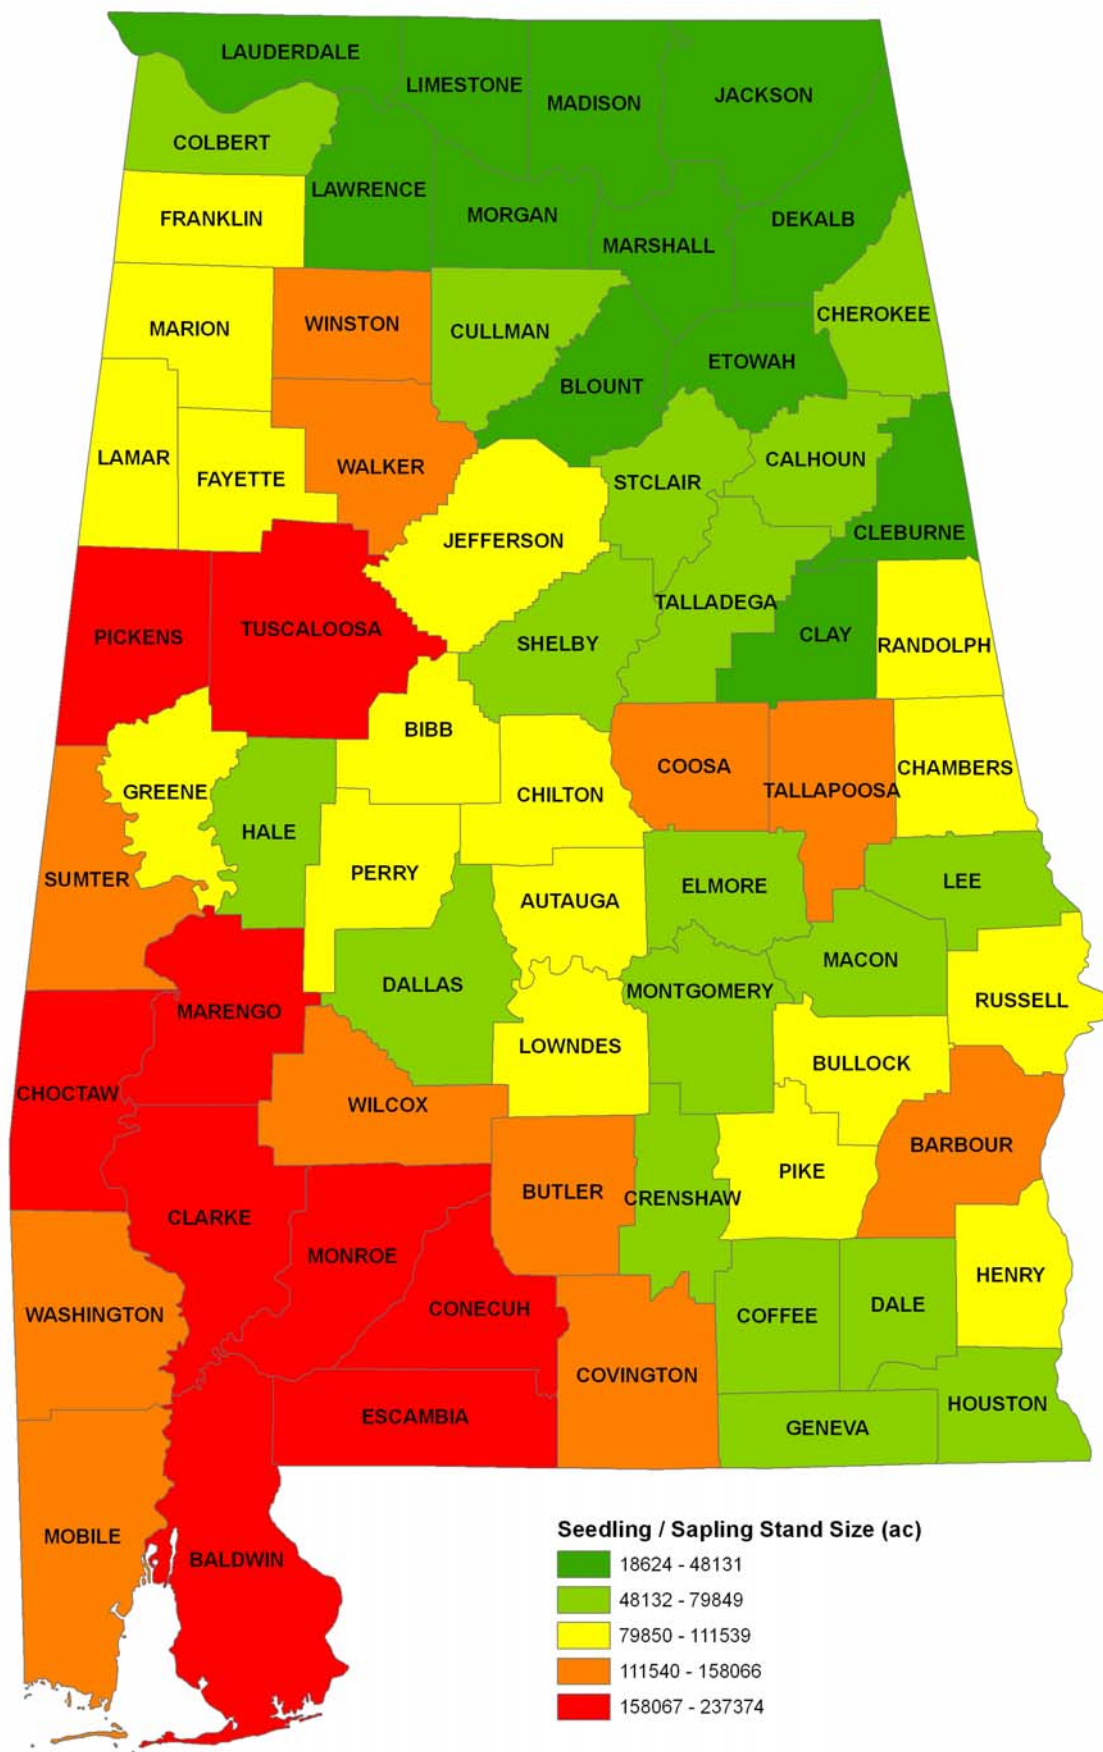 LAUDERDALE
LIMESTONE
MADISON
JACKSON
COLBERT
LAWRENCE
FRANKLIN
MORGAN
DEKALB
MARSHALL
CHEROKEE
MARION
WINSTON
CULLMAN
ETOWAH
BLOUNT
LAMAR
FAYETTE
WALKER
CALHOUN
STCLAIR
JEFFERSON
CLEBURNE
TALLADEGA
PICKENS
TUSCALOOSA
SHELBY
CLAY
RANDOLPH
BIBB
COOSA
CHAMBERS
GREENE
CHILTON
TALLAPOOSA
HALE
SUMTER
PERRY
AUTAUGA
ELMORE
LEE
DALLAS
MACON
MONTGOMERY
RUSSELL
MARENGO
LOWNDES
BULLOCK
CHOCTAW
WILCOX
BARBOUR
PIKE
BUTLER
CRENSHAW
CLARKE
MONROE
HENRY
WASHINGTON
CONECUH
COFFEE
DALE
COVINGTON
HOUSTON
ESCAMBIA
GENEVA
MOBILE
BALDWIN
Seedling / Sapling Stand Size (ac)
18624 - 48131
48132 - 79849
79850 - 111539
111540 - 158066
158067 - 237374